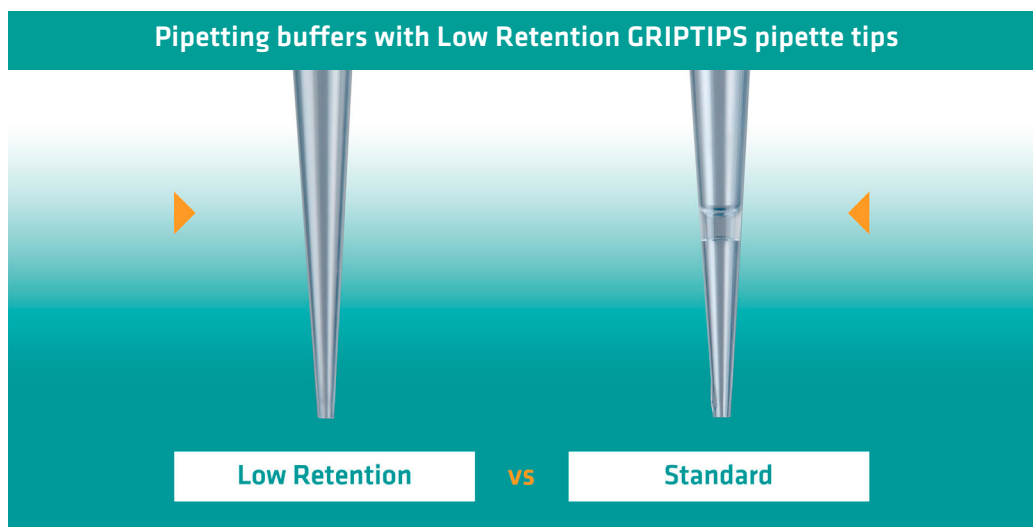 Pipetting buffers with Low Retention GRIPTIPS pipette tips
Low Retention vs Standard